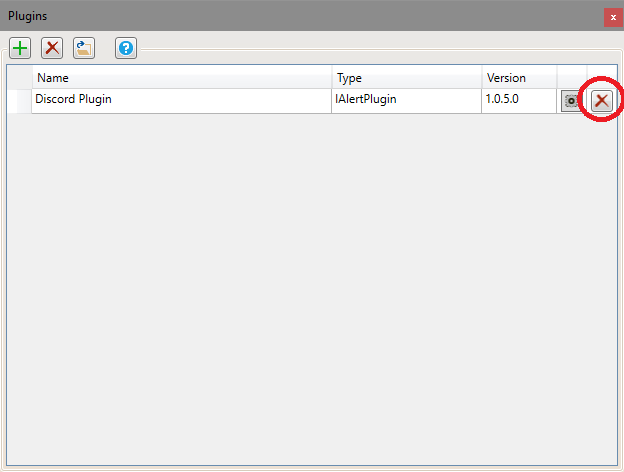 Plugins
x
?
Name Type Version
Discord Plugin IAlertPlugin 1.0.5.0